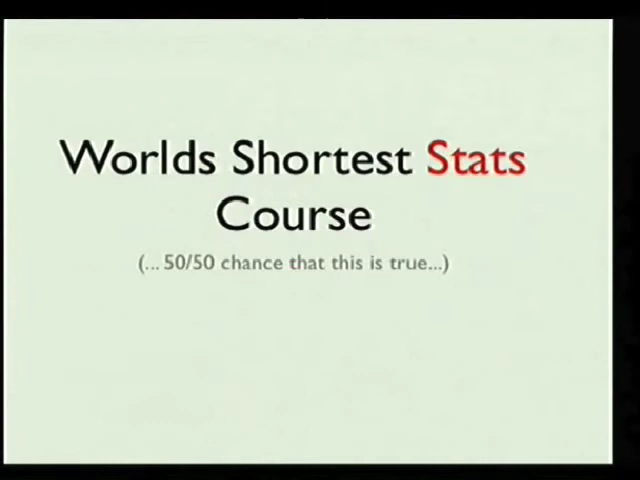 Worlds Shortest Stats
Course
(... 50/50 chance that this is true...)